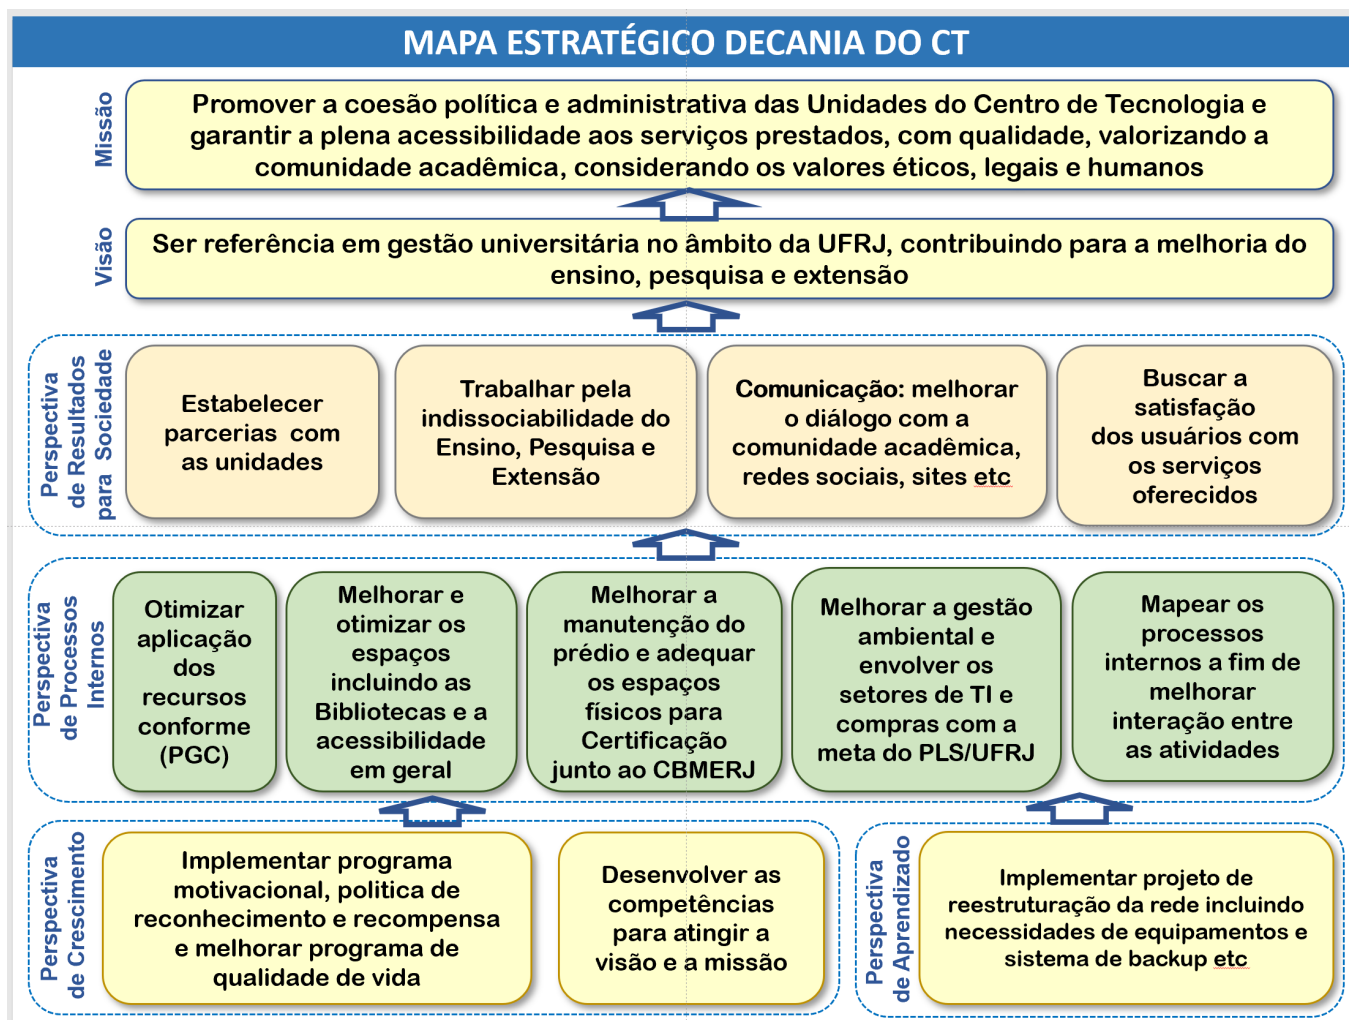 MAPA ESTRATÉGICO DECANIA DO CT
Missão
Promover a coesão política e administrativa das Unidades do Centro de Tecnologia e
garantir a plena acessibilidade aos serviços prestados, com qualidade, valorizando a
comunidade acadêmica, considerando os valores éticos, legais e humanos
Visão
Ser referência em gestão universitária no âmbito da UFRJ, contribuindo para a melhoria do
ensino, pesquisa e extensão
Perspectiva
de Resultados
para Sociedade
Estabelecer
parcerias com
as unidades
Trabalhar pela
indissociabilidade do
Ensino, Pesquisa e
Extensão
Comunicação: melhorar
o diálogo com a
comunidade acadêmica,
redes sociais, sites etc
Buscar a
satisfação
dos usuários com
os serviços
oferecidos
Perspectiva
de Processos
Internos
Otimizar
aplicação
dos
recursos
conforme
(PGC)
Melhorar e
otimizar os
espaços
incluindo as
Bibliotecas e a
acessibilidade
em geral
Melhorar a
manutenção do
prédio e adequar
os espaços
físicos para
Certificação
junto ao CBMERJ
Melhorar a gestão
ambiental e
envolver os
setores de TI e
compras com a
meta do PLS/UFRJ
Mapear os
processos
internos a fim de
melhorar
interação entre
as atividades
Perspectiva
de Crescimento
Implementar programa
motivacional, politica de
reconhecimento e recompensa
e melhorar programa de
qualidade de vida
Desenvolver as
competências
para atingir a
visão e a missão
Perspectiva
de Aprendizado
Implementar projeto de
reestruturação da rede incluindo
necessidades de equipamentos e
sistema de backup etc